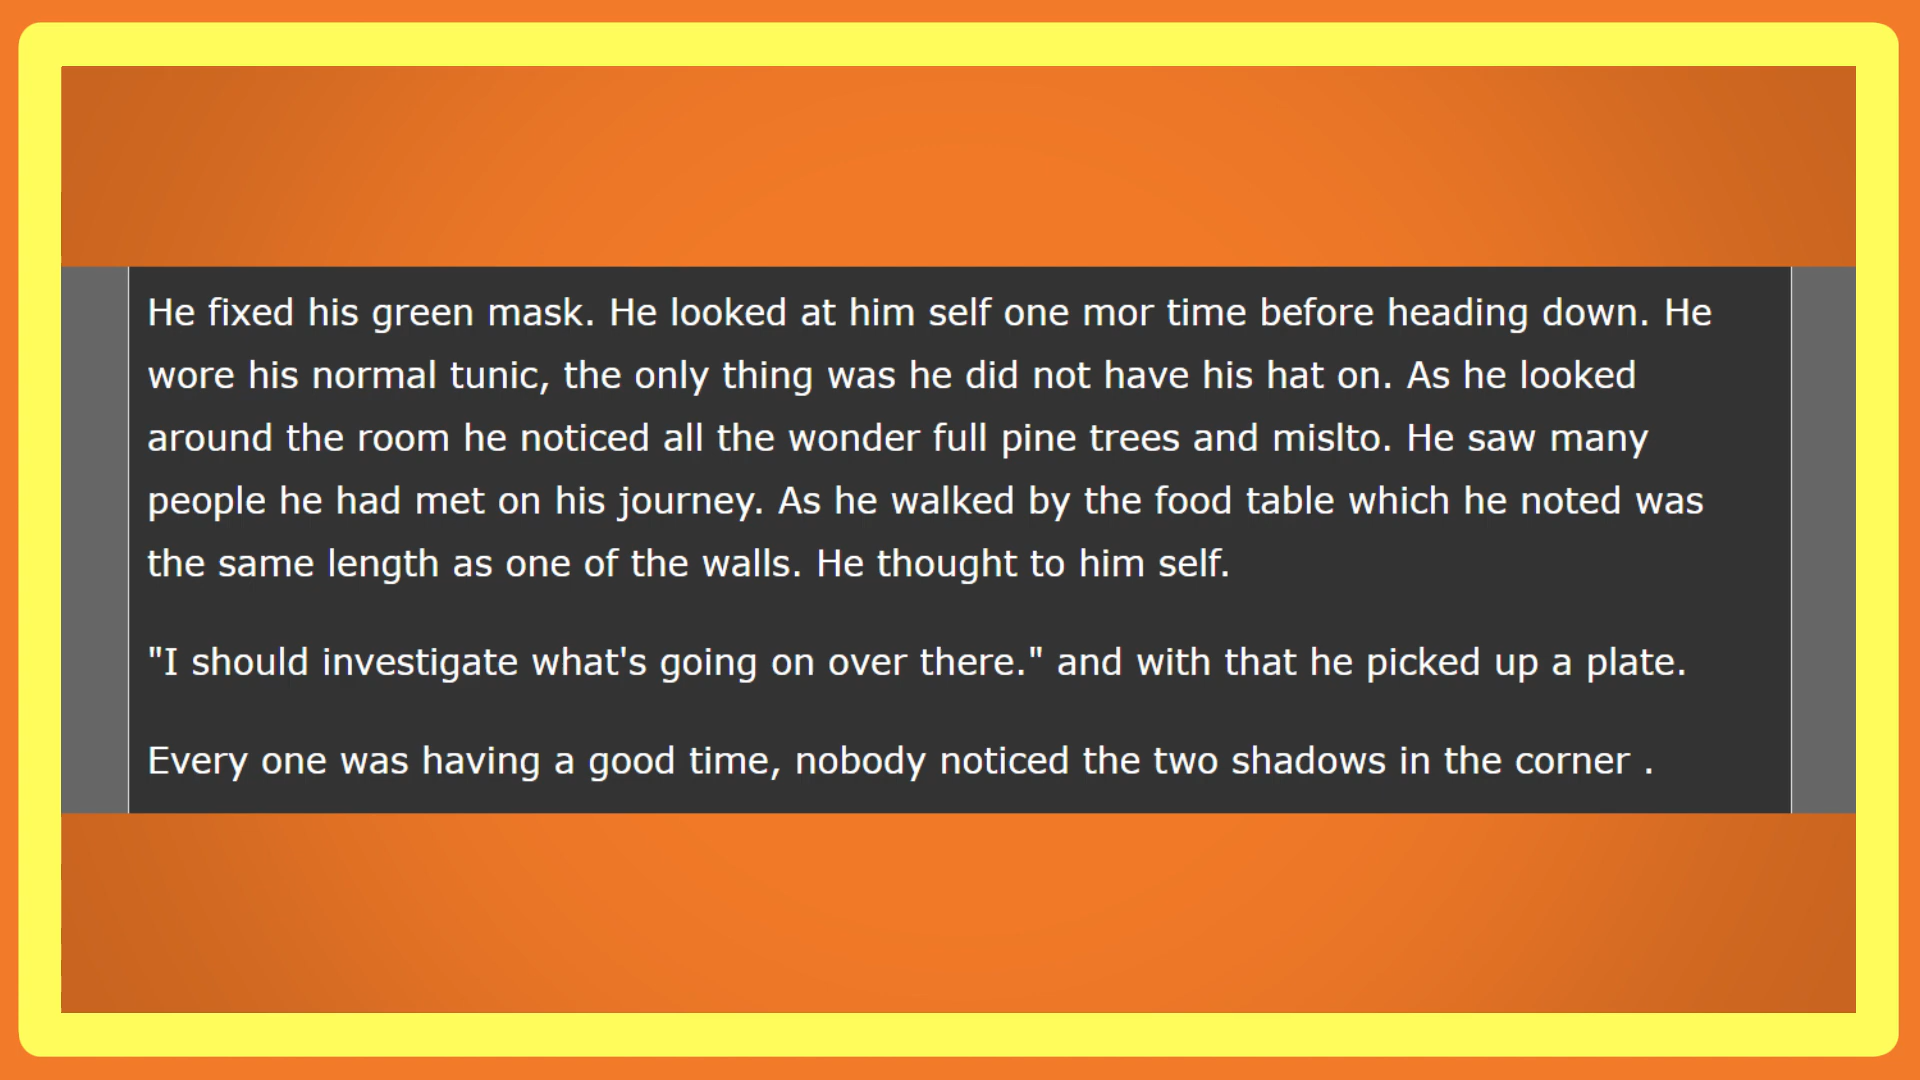 He fixed his green mask. He looked at him self one mor time before heading down. He
wore his normal tunic, the only thing was he did not have his hat on. As he looked
around the room he noticed all the wonder full pine trees and mislto. He saw many
people he had met on his journey. As he walked by the food table which he noted was
the same length as one of the walls. He thought to him self.
"I should investigate what's going on over there." and with that he picked up a plate.
Every one was having a good time, nobody noticed the two shadows in the corner .